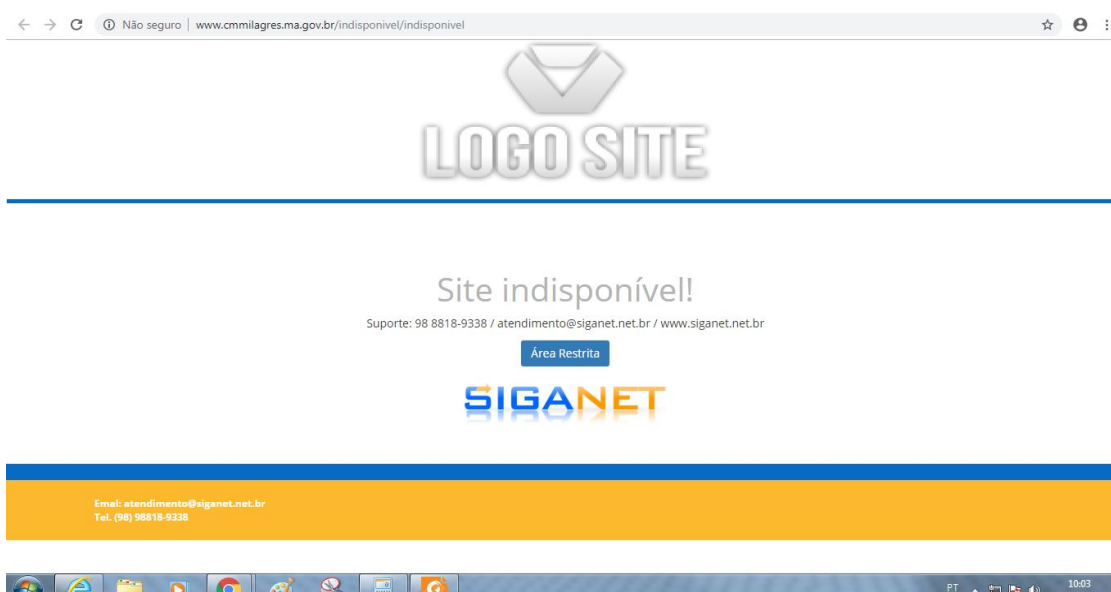 Não seguro | www.cmmilagres.ma.gov.br/indisponivel/indisponivel
LOGO SITE
Site indisponível!
Suporte: 98 8818-9338 / atendimento@siganet.net.br / www.siganet.net.br
Área Restrita
SIGANET
Emal: atendimento@siganet.net.br
Tel. (98) 98818-9338
PT
10:03